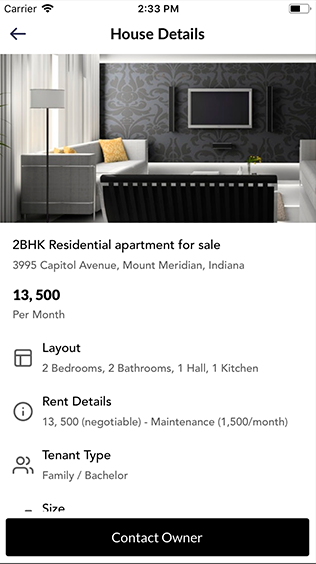 Carrier 2:33 PM
House Details
2BHK Residential apartment for sale
3995 Capitol Avenue, Mount Meridian, Indiana
13, 500
Per Month
Layout
2 Bedrooms, 2 Bathrooms, 1 Hall, 1 Kitchen
Rent Details
13, 500 (negotiable) - Maintenance (1,500/month)
Tenant Type
Family / Bachelor
Size
Contact Owner